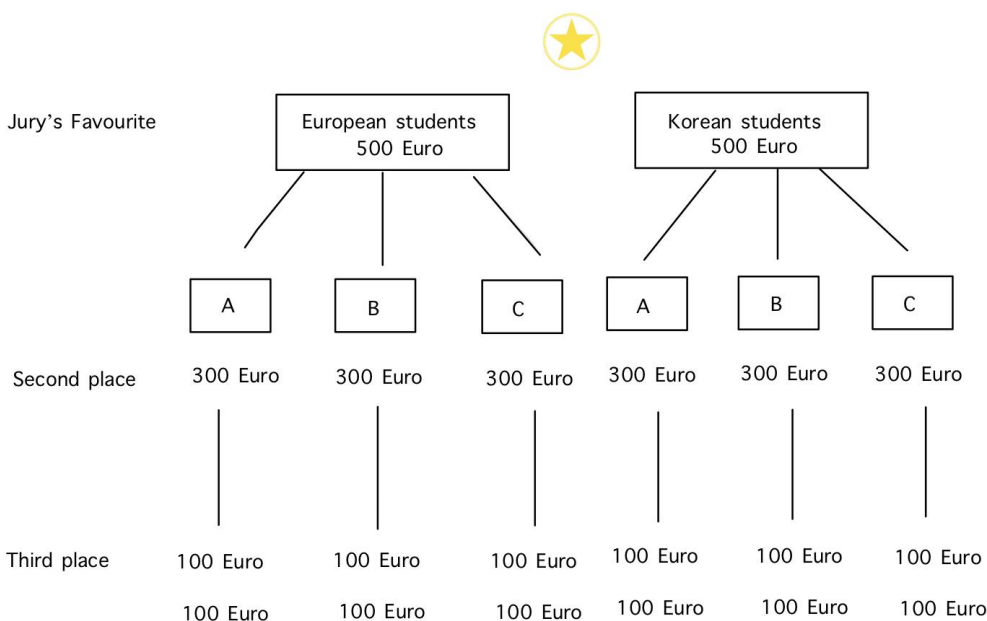 Jury's Favourite
European students
500 Euro
Korean students
500 Euro
A
B
C
A
B
C
Second place
300 Euro
300 Euro
300 Euro
300 Euro
300 Euro
300 Euro
Third place
100 Euro
100 Euro
100 Euro
100 Euro
100 Euro
100 Euro
100 Euro
100 Euro
100 Euro
100 Euro
100 Euro
100 Euro